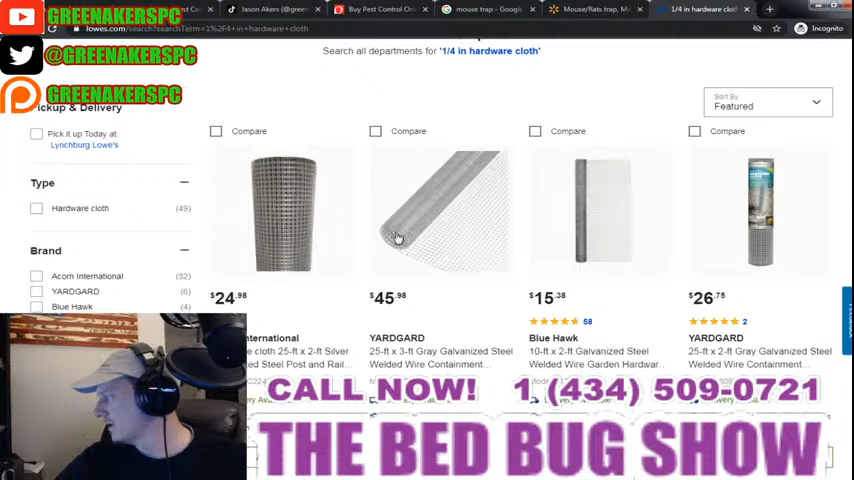 Jason Akers (@green
Buy Pest Control On
mouse trap - Google
Mouse/Rats trap, M
1/4 in hardware cloth
GREENAKERSPC
lowes.com/search?searchTerm=1%2F4+in+hardware+cloth
Incognito
@GREENAKERSPC
Search all departments for '1/4 in hardware cloth'
GREENAKERSPC
Pickup & Delivery
Sort By
Featured
Pick it up Today at:
Lynchburg Lowe's
Compare
Compare
Compare
Compare
Type
Hardware cloth (49)
Brand
Acorn International (32)
YARDGARD (6)
Blue Hawk (4)
$24.98
$45.98
$15.38
$26.75
58
2
International
cloth 25-ft x 2-ft Silver
ed Steel Post and Rail
YARDGARD
25-ft x 3-ft Gray Galvanized Steel
Welded Wire Containment...
Blue Hawk
10-ft x 2-ft Galvanized Steel
Welded Wire Garden Hardwar
YARDGARD
25-ft x 2-ft Gray Galvanized Steel
Welded Wire Containment...
CALL NOW! 1 (434) 509-0721
THE BED BUG SHOW